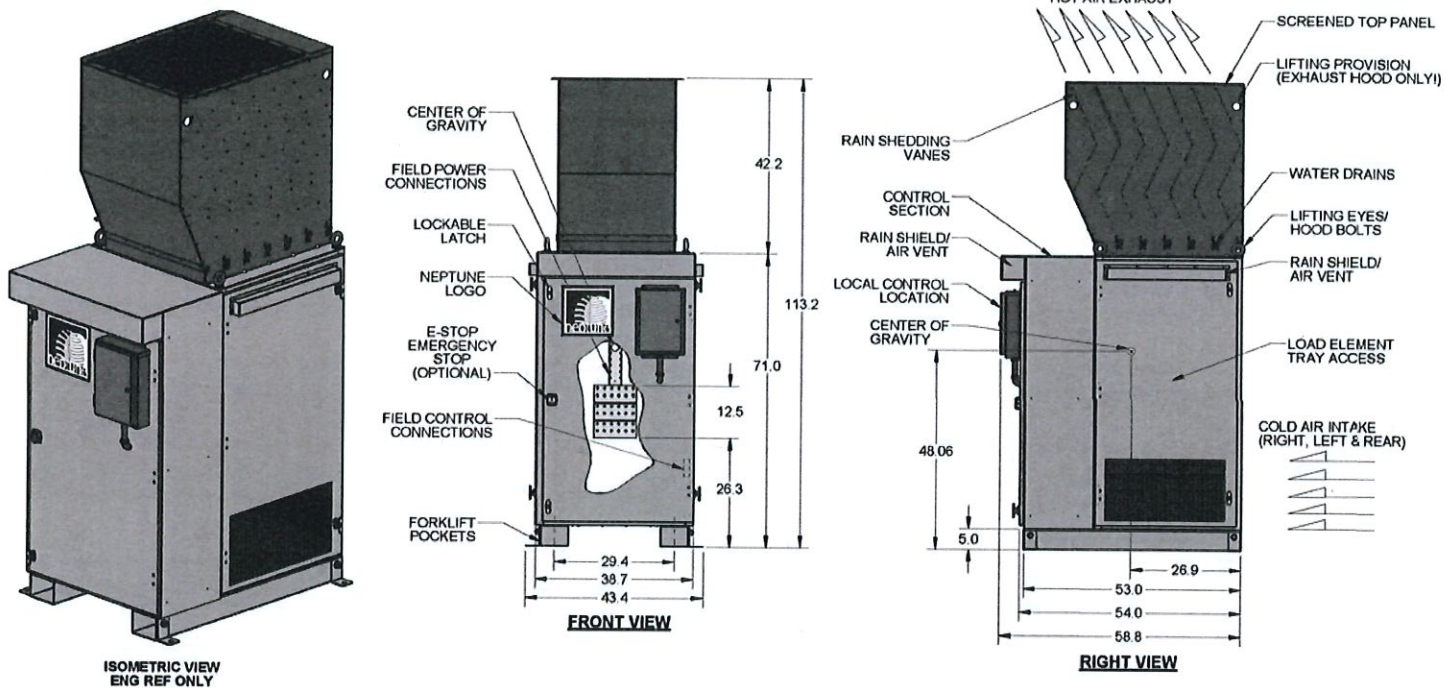 HOT AIR EXHAUST
SCREENED TOP PANEL
LIFTING PROVISION
(EXHAUST HOOD ONLY!)
RAIN SHEDDING
VANES
WATER DRAINS
CONTROL
SECTION
LIFTING EYES/
HOOD BOLTS
RAIN SHIELD/
AIR VENT
RAIN SHIELD/
AIR VENT
LOCAL CONTROL
LOCATION
CENTER OF
GRAVITY
LOAD ELEMENT
TRAY ACCESS
COLD AIR INTAKE
(RIGHT, LEFT & REAR)
48.06
5.0
26.9
53.0
54.0
58.8
RIGHT VIEW
CENTER OF
GRAVITY
FIELD POWER
CONNECTIONS
LOCKABLE
LATCH
NEPTUNE
LOGO
E-STOP
EMERGENCY
STOP
(OPTIONAL)
FIELD CONTROL
CONNECTIONS
FORKLIFT
POCKETS
neptune
42.2
113.2
71.0
12.5
26.3
29.4
38.7
43.4
FRONT VIEW
neptune
ISOMETRIC VIEW
ENG REF ONLY